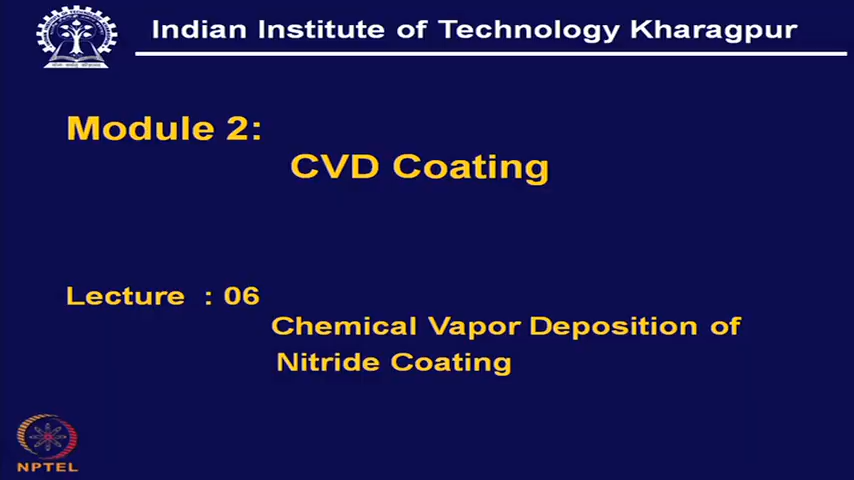 Indian Institute of Technology Kharagpur
Module 2:
CVD Coating
Lecture : 06
Chemical Vapor Deposition of
Nitride Coating
NPTEL